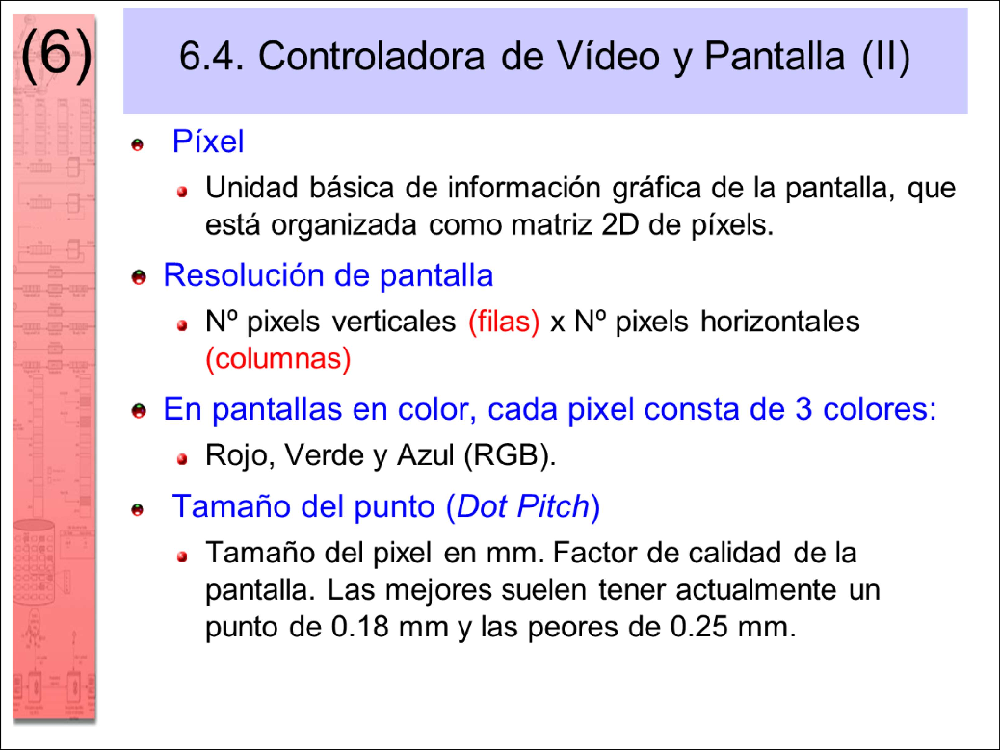 (6)
6.4. Controladora de Vídeo y Pantalla (II)
Píxel
Unidad básica de información gráfica de la pantalla, que
está organizada como matriz 2D de píxels.
Resolución de pantalla
Nº pixels verticales (filas) x Nº pixels horizontales
(columnas)
En pantallas en color, cada pixel consta de 3 colores:
Rojo, Verde y Azul (RGB).
Tamaño del punto (Dot Pitch)
Tamaño del pixel en mm. Factor de calidad de la
pantalla. Las mejores suelen tener actualmente un
punto de 0.18 mm y las peores de 0.25 mm.